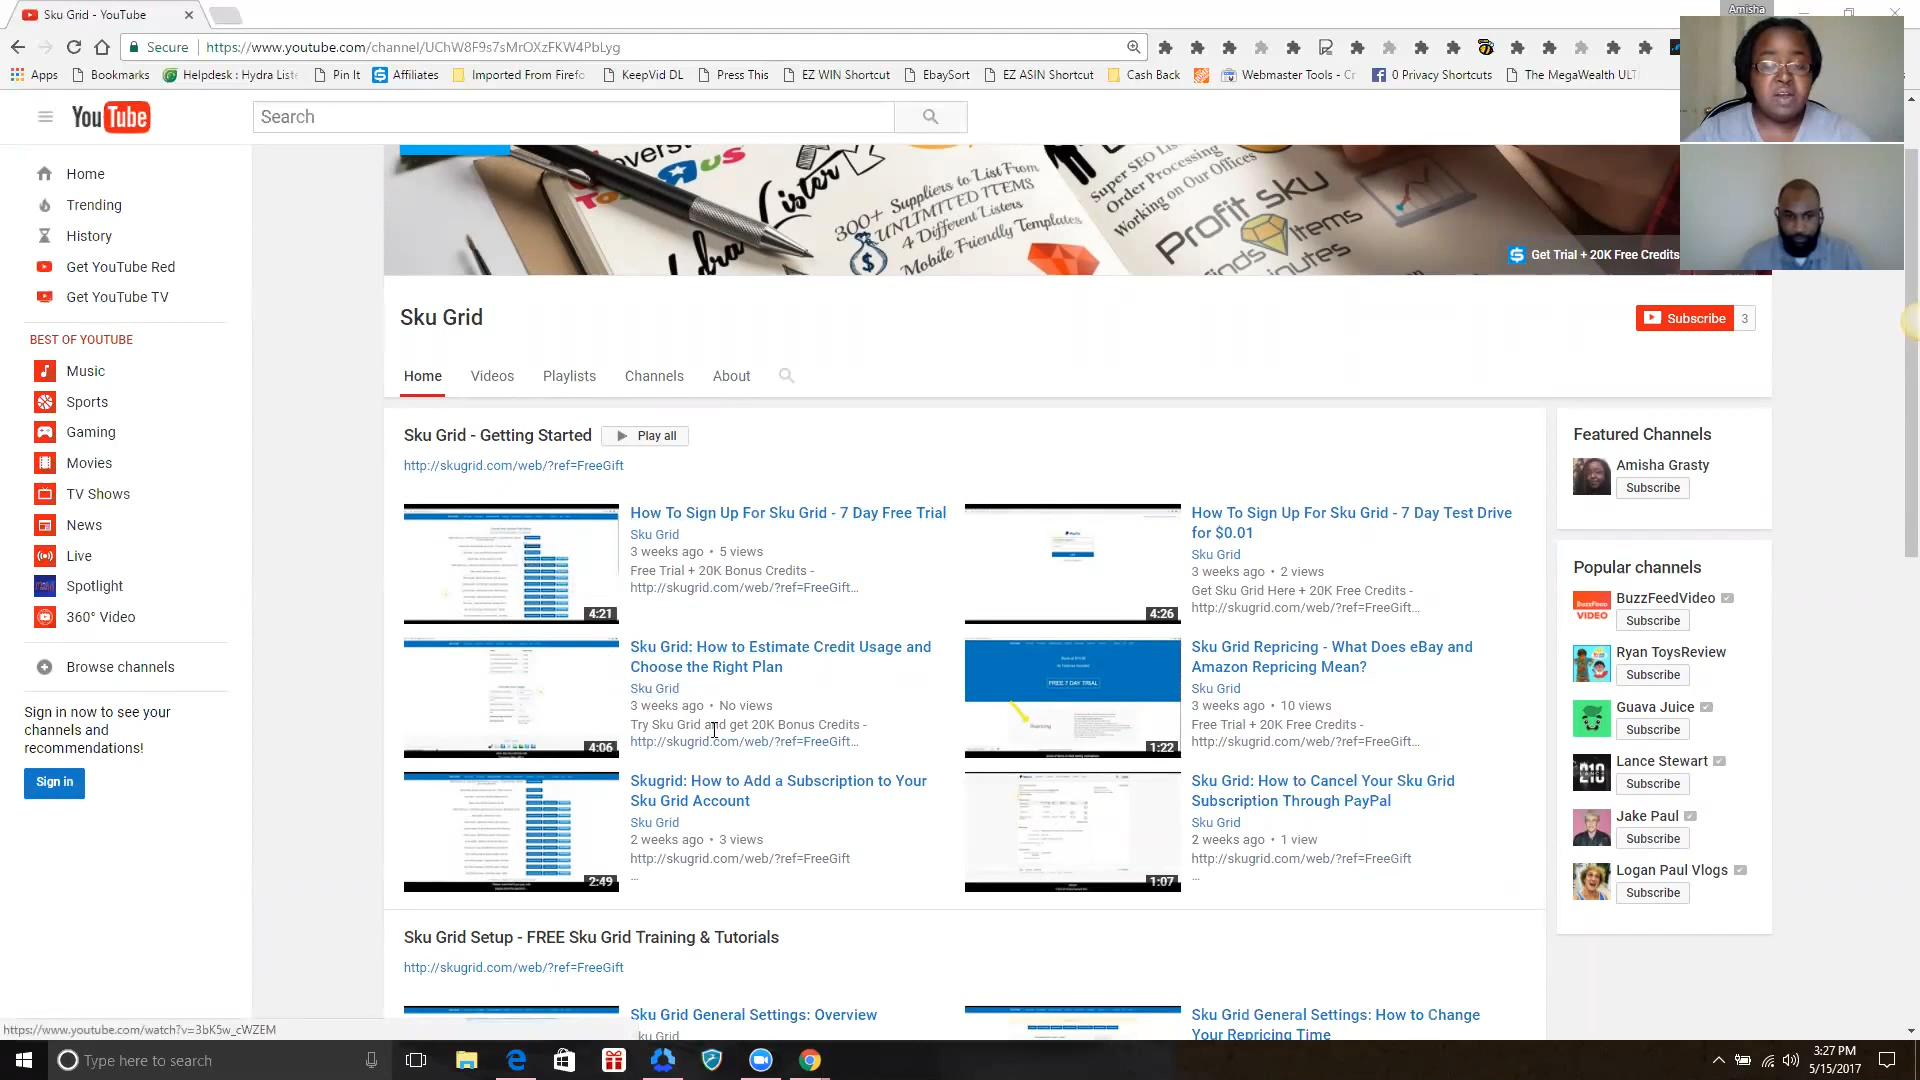 Sku Grid - YouTube
Amisha
Secure
https://www.youtube.com/channel/UChW8F9s7sMrOXzFKW4PbLyg
Apps
Bookmarks
Helpdesk : Hydra Liste
Pin It
Affiliates
Imported From Firefo
KeepVid DL
Press This
EZ WIN Shortcut
EbaySort
EZ ASIN Shortcut
Cash Back
Webmaster Tools - Cr
0 Privacy Shortcuts
The MegaWealth ULTI
YouTube
Search
Home
Trending
History
Get YouTube Red
Get YouTube TV
BEST OF YOUTUBE
Music
Sports
Gaming
Movies
TV Shows
News
Live
Spotlight
360° Video
Browse channels
Sign in now to see your
channels and
recommendations!
Sign in
Lister
300+ Suppliers to List From
UNLIMITED ITEMS
4 Different Listers
Mobile Friendly Templates
Order Processing
Working on Our Offices
Profit Sku
Get Trial + 20K Free Credits
Sku Grid
Subscribe 3
Home Videos Playlists Channels About
Sku Grid - Getting Started
Play all
http://skugrid.com/web/?ref=FreeGift
4:21
How To Sign Up For Sku Grid - 7 Day Free Trial
Sku Grid
3 weeks ago • 5 views
Free Trial + 20K Bonus Credits -
http://skugrid.com/web/?ref=FreeGift...
4:26
How To Sign Up For Sku Grid - 7 Day Test Drive
for $0.01
Sku Grid
3 weeks ago • 2 views
Get Sku Grid Here + 20K Free Credits -
http://skugrid.com/web/?ref=FreeGift...
4:06
Sku Grid: How to Estimate Credit Usage and
Choose the Right Plan
Sku Grid
3 weeks ago • No views
Try Sku Grid and get 20K Bonus Credits -
http://skugrid.com/web/?ref=FreeGift...
FREE 7 DAY TRIAL
1:22
Sku Grid Repricing - What Does eBay and
Amazon Repricing Mean?
Sku Grid
3 weeks ago • 10 views
Free Trial + 20K Free Credits -
http://skugrid.com/web/?ref=FreeGift...
2:49
Skugrid: How to Add a Subscription to Your
Sku Grid Account
Sku Grid
2 weeks ago • 3 views
http://skugrid.com/web/?ref=FreeGift
...
1:07
Sku Grid: How to Cancel Your Sku Grid
Subscription Through PayPal
Sku Grid
2 weeks ago • 1 view
http://skugrid.com/web/?ref=FreeGift
...
Sku Grid Setup - FREE Sku Grid Training & Tutorials
http://skugrid.com/web/?ref=FreeGift
Sku Grid General Settings: Overview
ku Grid
Sku Grid General Settings: How to Change
Your Repricing Time
Featured Channels
Amisha Grasty
Subscribe
Popular channels
BuzzFeed
VIDEO
BuzzFeedVideo
Subscribe
Ryan ToysReview
Subscribe
Guava Juice
Subscribe
Lance Stewart
Subscribe
Jake Paul
Subscribe
Logan Paul Vlogs
Subscribe
https://www.youtube.com/watch?v=3bK5w_cWZEM
Type here to search
3:27 PM
5/15/2017